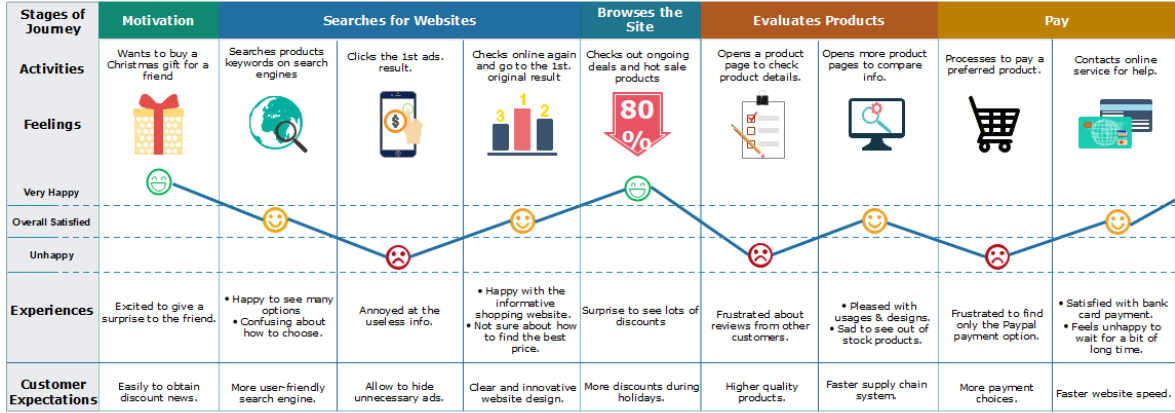 Stages of
Journey
Motivation
Searches for Websites
Browses the
Site
Evaluates Products
Pay
Activities
Wants to buy a
Christmas gift for a
friend
Searches products
keywords on search
engines
Clicks the 1st ads.
result.
Checks online again
and go to the 1st.
original result
Checks out ongoing
deals and hot sale
products
Opens a product
page to check
product details.
Opens more product
pages to compare
info.
Processes to pay a
preferred product.
Contacts online
service for help.
Feelings
3
1
2
80
%
$
Very Happy
Overall Satisfied
Unhappy
Experiences
Excited to give a
surprise to the friend.
• Happy to see many
options
• Confusing about
how to choose.
Annoyed at the
useless info.
• Happy with the
informative
shopping website.
• Not sure about how
to find the best
price.
Surprise to see lots of
discounts
Frustrated about
reviews from other
customers.
• Pleased with
usages & designs.
• Sad to see out of
stock products.
Frustrated to find
only the Paypal
payment option.
• Satisfied with bank
card payment.
• Feels unhappy to
wait for a bit of
long time.
Customer
Expectations
Easily to obtain
discount news.
More user-friendly
search engine.
Allow to hide
unnecessary ads.
Clear and innovative
website design.
More discounts during
holidays.
Higher quality
products.
Faster supply chain
system.
More payment
choices.
Faster website speed.